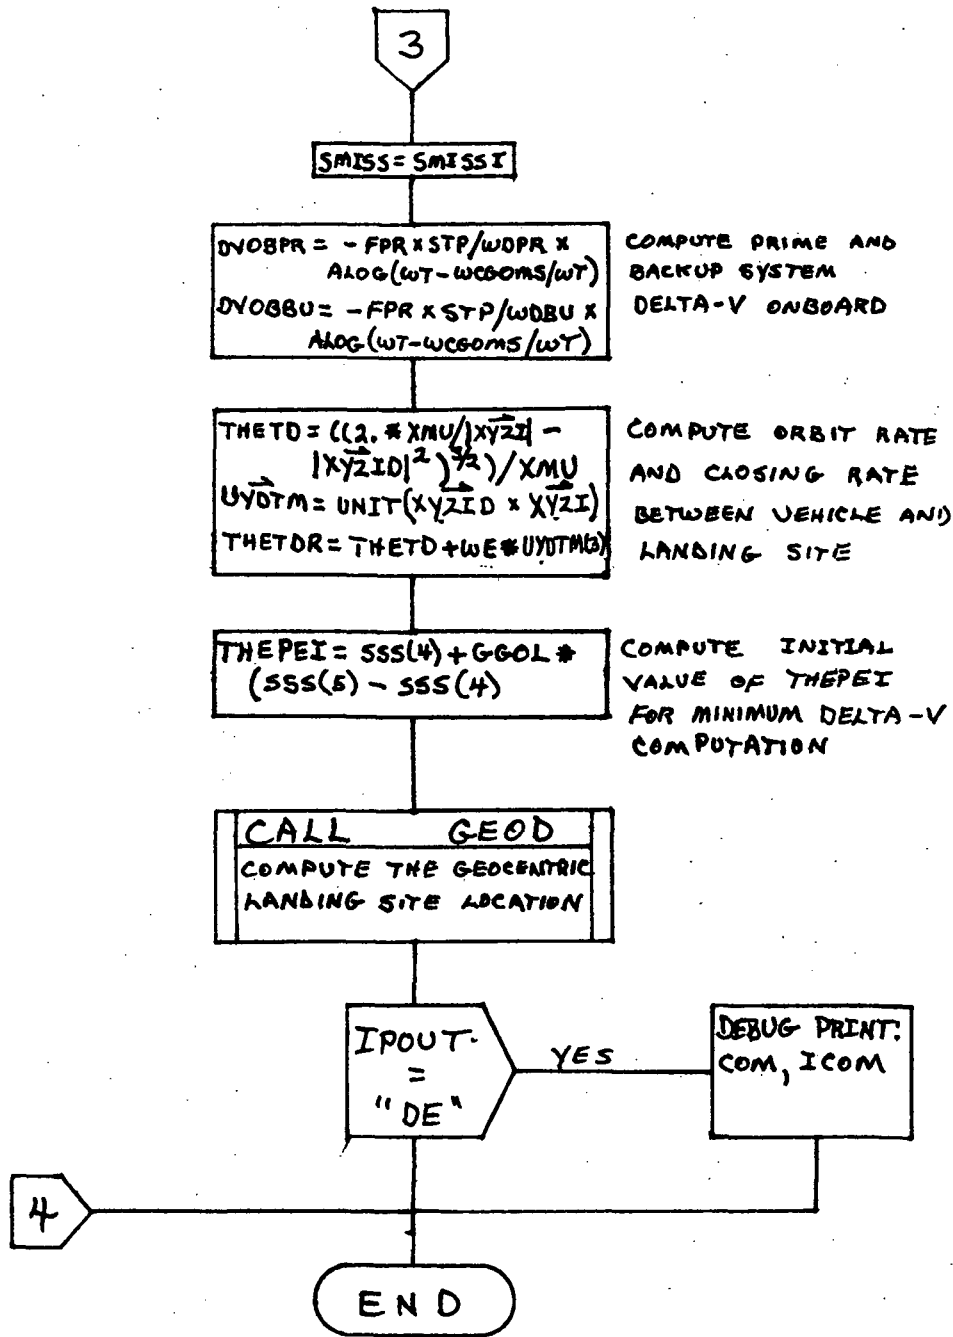 3
SMISS = SMISSI
DVOBPR = - FPR x STP/WDPR x
ALOG(WT-WCGOMS/WT)
DVOBBU = -FPR x STP/WDBU x
ALOG(WT-WCGOMS/WT)
COMPUTE PRIME AND
BACKUP SYSTEM
DELTA-V ONBOARD
THETD = ((2. * XMU/|XYZI| -
|XYZID|²)^3/2)/XMU
UYDTM = UNIT(XYZID x XYZI)
THETDR = THETD + WE * UYDTM(3)
COMPUTE ORBIT RATE
AND CLOSING RATE
BETWEEN VEHICLE AND
LANDING SITE
THEPEI = SSS(4) + GGOL *
(SSS(5) - SSS(4)
COMPUTE INITIAL
VALUE OF THEPEI
FOR MINIMUM DELTA-V
COMPUTATION
CALL GEOD
COMPUTE THE GEOCENTRIC
LANDING SITE LOCATION
IPOUT
=
"DE"
YES
DEBUG PRINT:
COM, ICOM
4
END